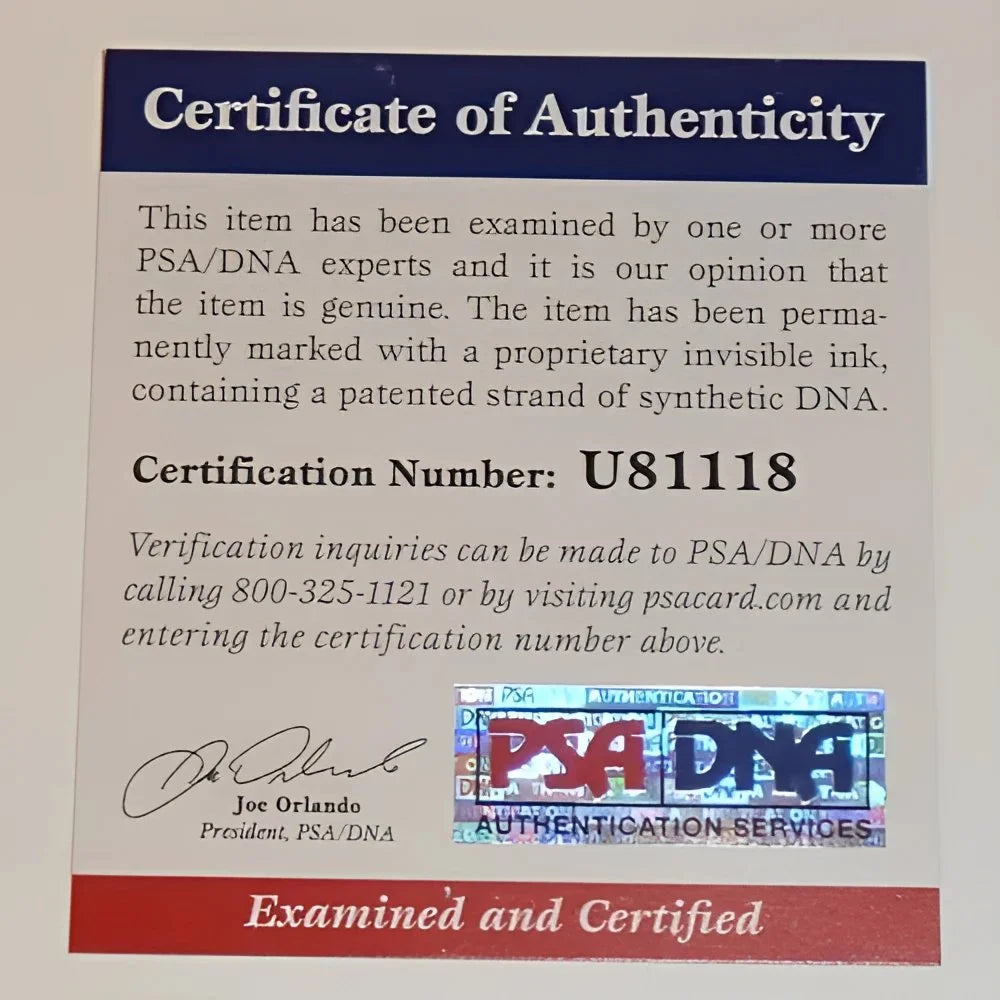 Certificate of Authenticity
This item has been examined by one or more
PSA/DNA experts and it is our opinion that
the item is genuine. The item has been perma-
nently marked with a proprietary invisible ink,
containing a patented strand of synthetic DNA.
Certification Number: U81118
Verification inquiries can be made to PSA/DNA by
calling 800-325-1121 or by visiting psacard.com and
entering the certification number above.
Joe Orlando
President, PSA/DNA
PSA AUTHENTICATION
PSA DNA
AUTHENTICATION SERVICES
Examined and Certified